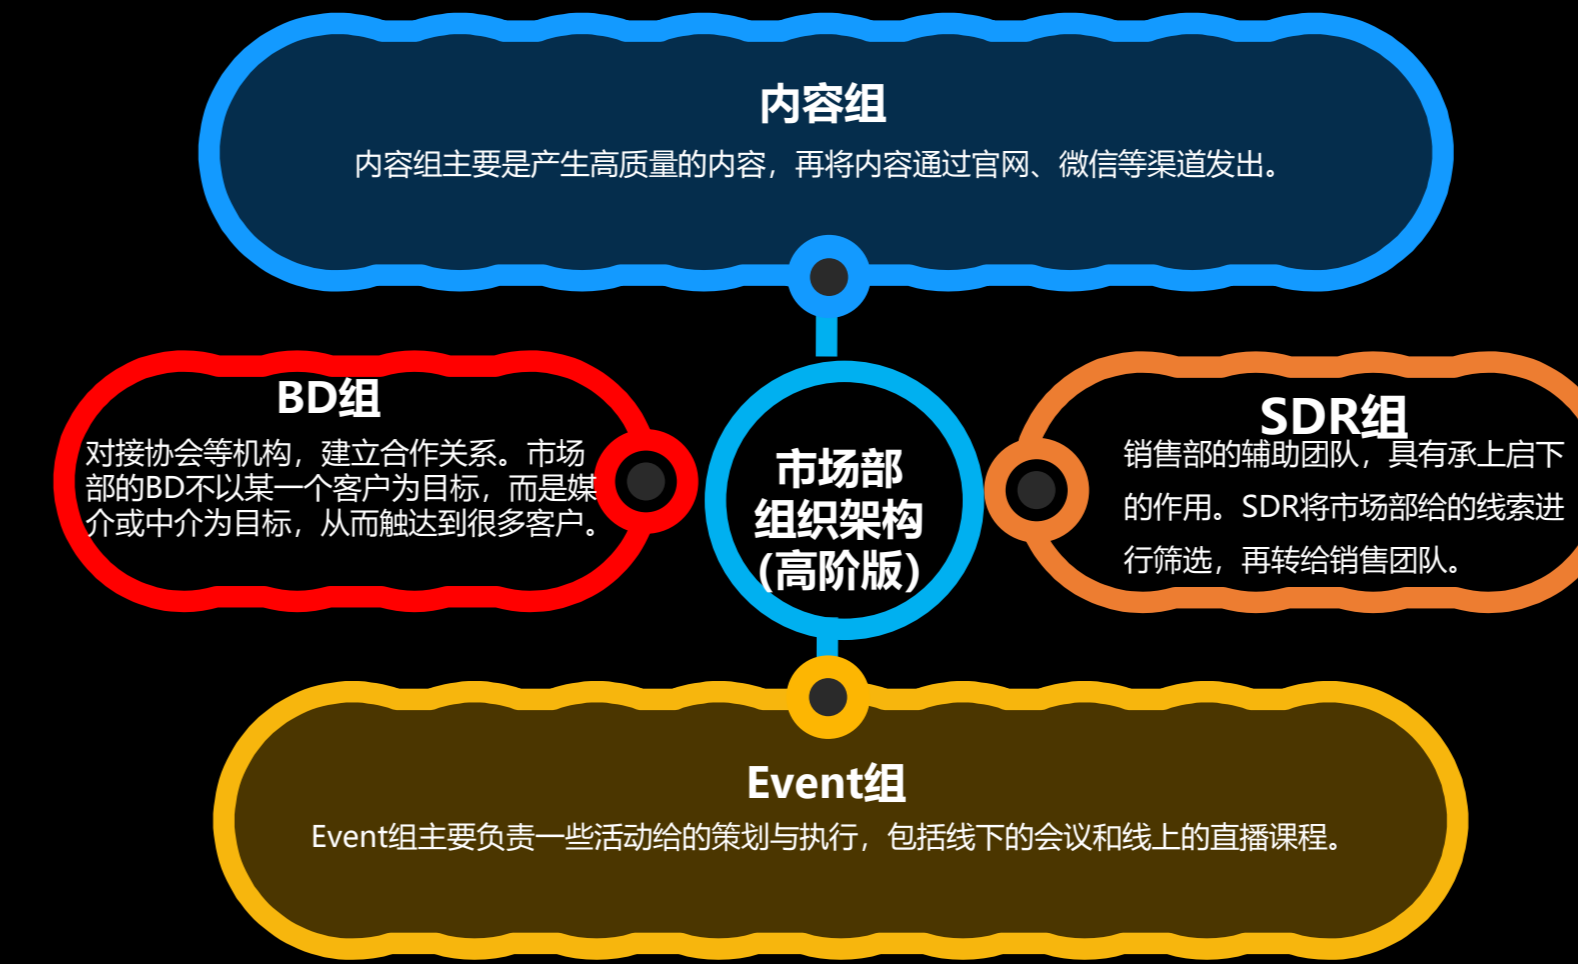 内容组
内容组主要是产生高质量的内容，再将内容通过官网、微信等渠道发出。
BD组
对接协会等机构，建立合作关系。市场
部的BD不以某一个客户为目标，而是媒
介或中介为目标，从而触达到很多客户。
市场部
组织架构
（高阶版）
SDR组
销售部的辅助团队，具有承上启下
的作用。SDR将市场部给的线索进
行筛选，再转给销售团队。
Event组
Event组主要负责一些活动给的策划与执行，包括线下的会议和线上的直播课程。